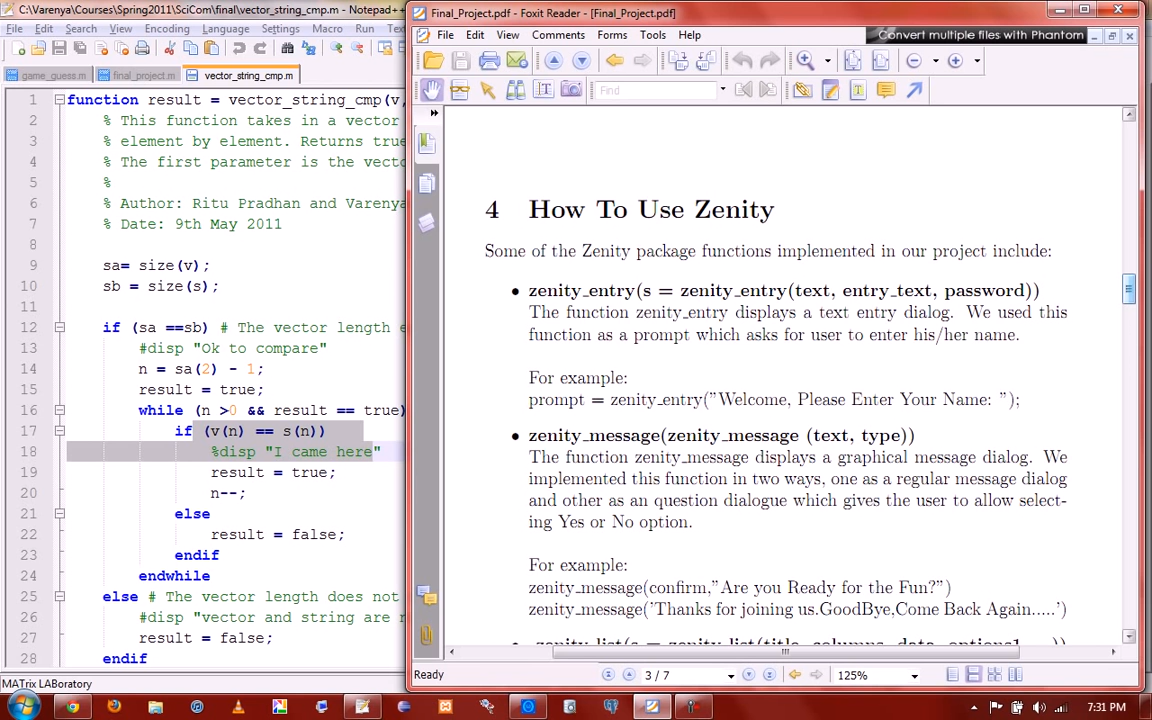 C:\Varenya\Courses\Spring2011\SciCom\final\vector_string_cmp.m - Notepad++
File Edit Search View Encoding Language Settings Macro Run
game_guess.m final_project.m vector_string_cmp.m
1 function result = vector_string_cmp(v,
2 % This function takes in a vector
3 % element by element. Returns true
4 % The first parameter is the vecto
5 %
6 % Author: Ritu Pradhan and Varenya
7 % Date: 9th May 2011
8
9 sa= size(v);
10 sb = size(s);
11
12 if (sa ==sb) # The vector length e
13 #disp "Ok to compare"
14 n = sa(2) - 1;
15 result = true;
16 while (n >0 && result == true)
17 if (v(n) == s(n))
18 %disp "I came here"
19 result = true;
20 n--;
21 else
22 result = false;
23 endif
24 endwhile
25 else # The vector length does not
26 #disp "vector and string are n
27 result = false;
28 endif
MATrix LABoratory
Final_Project.pdf - Foxit Reader - [Final_Project.pdf]
File Edit View Comments Forms Tools Help
Convert multiple files with Phantom
Find
4 How To Use Zenity
Some of the Zenity package functions implemented in our project include:
• zenity_entry(s = zenity_entry(text, entry_text, password))
The function zenity_entry displays a text entry dialog. We used this
function as a prompt which asks for user to enter his/her name.
For example:
prompt = zenity_entry("Welcome, Please Enter Your Name: ");
• zenity_message(zenity_message (text, type))
The function zenity_message displays a graphical message dialog. We
implemented this function in two ways, one as a regular message dialog
and other as an question dialogue which gives the user to allow select-
ing Yes or No option.
For example:
zenity_message(confirm,"Are you Ready for the Fun?")
zenity_message('Thanks for joining us.GoodBye,Come Back Again.....')
zenity_list(s = zenity_list(title, columns, data, options1, ...))
Ready
3 / 7
125%
7:31 PM